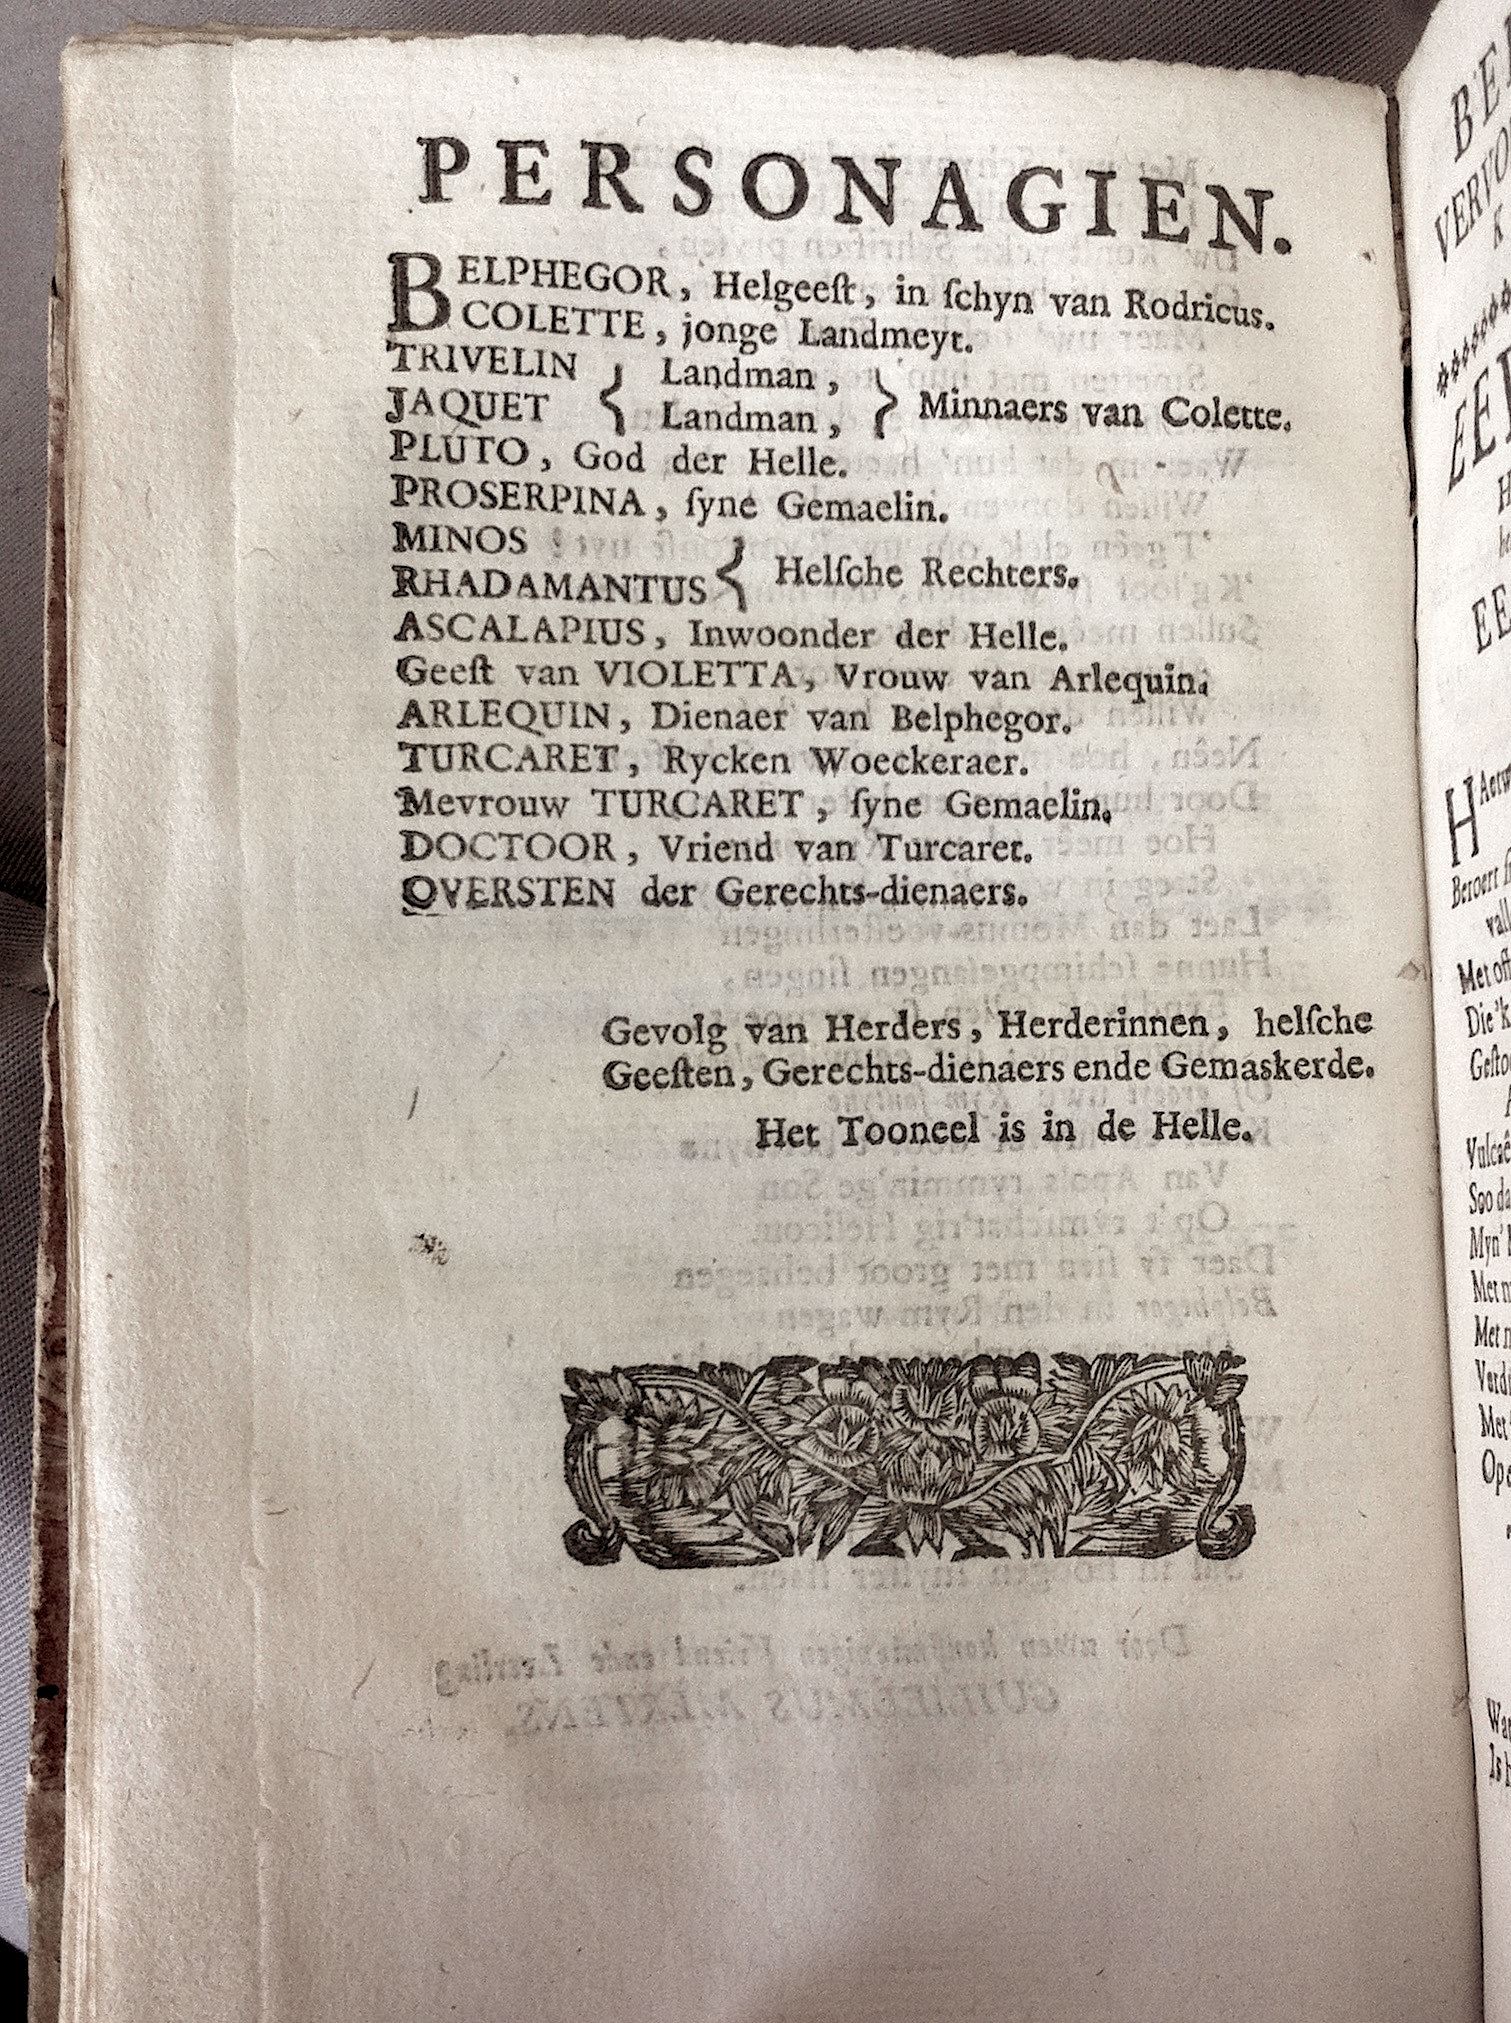 PERSONAGIEN.
BELPHEGOR, Helgeeſt, in ſchyn van Rodricus.
COLETTE, jonge Landmeyt.
TRIVELIN { Landman, } Minnaers van Colette.
JAQUET { Landman, }
PLUTO, God der Helle.
PROSERPINA, ſyne Gemaelin.
MINOS
RHADAMANTUS { Helſche Rechters.
ASCALAPIUS, Inwoonder der Helle.
Geeſt van VIOLETTA, Vrouw van Arlequin.
ARLEQUIN, Dienaer van Belphegor.
TURCARET, Rycken Woeckeraer.
Mevrouw TURCARET, ſyne Gemaelin.
DOCTOOR, Vriend van Turcaret.
OVERSTEN der Gerechts-dienaers.
Gevolg van Herders, Herderinnen, helſche
Geeſten, Gerechts-dienaers ende Gemaskerde.
Het Tooneel is in de Helle.